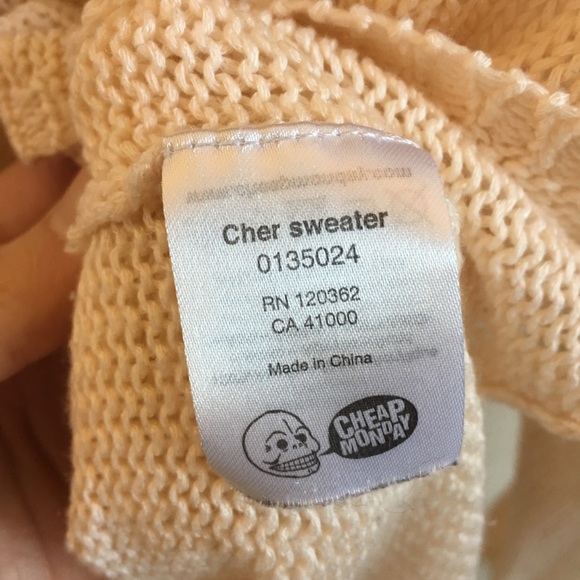 Cher sweater
0135024
RN 120362
CA 41000
Made in China
CHEAP
MONDAY